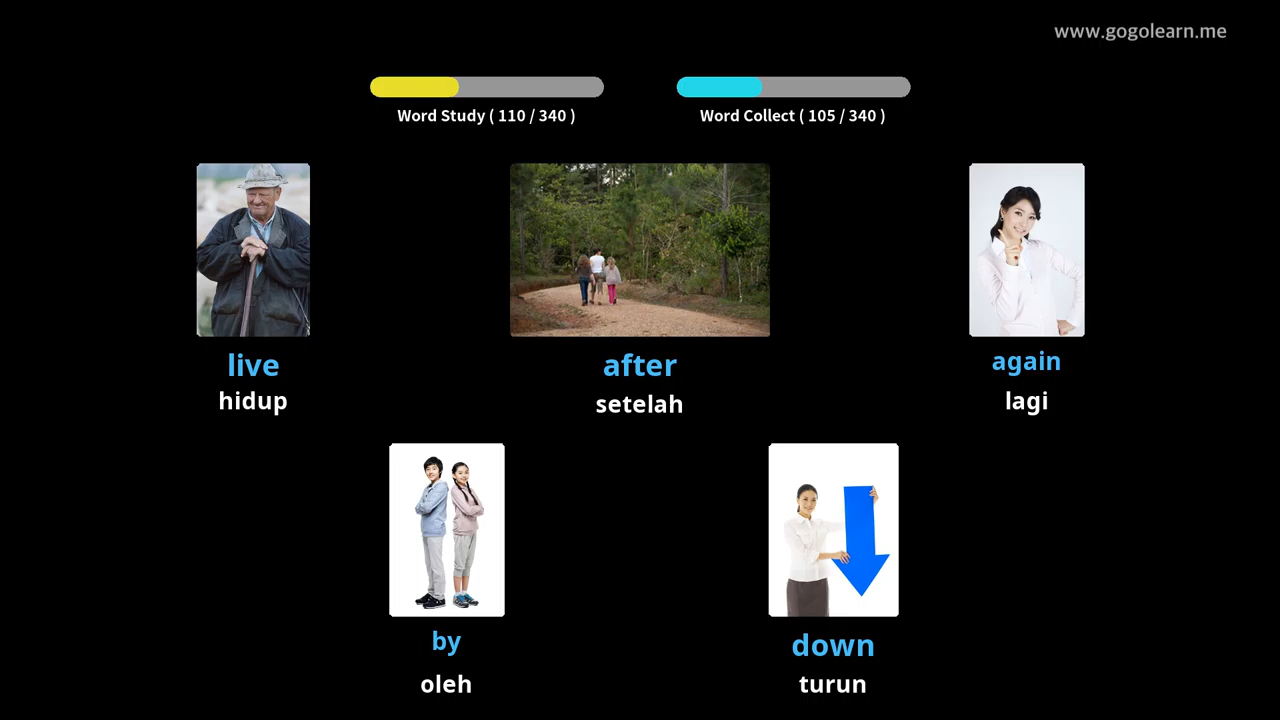 www.gogolearn.me
Word Study ( 110 / 340 )
Word Collect ( 105 / 340 )
live
hidup
after
setelah
again
lagi
by
oleh
down
turun